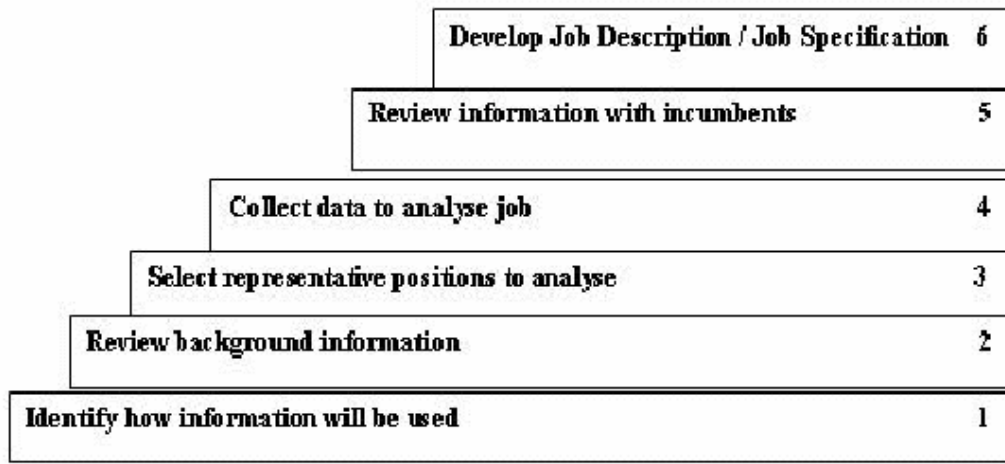 Develop Job Description / Job Specification 6
Review information with incumbents 5
Collect data to analyse job 4
Select representative positions to analyse 3
Review background information 2
Identify how information will be used 1